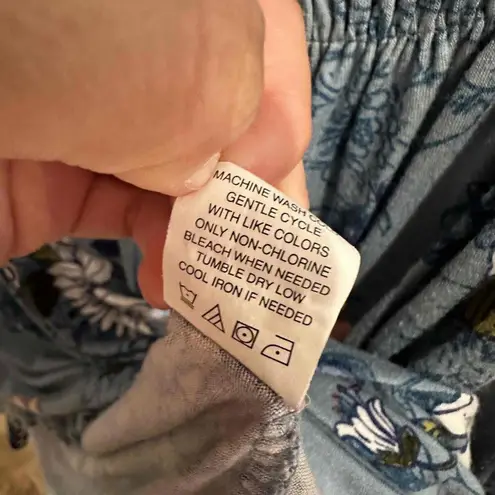 MACHINE WASH
GENTLE CYCLE
WITH LIKE COLORS
ONLY NON-CHLORINE
BLEACH WHEN NEEDED
TUMBLE DRY LOW
COOL IRON IF NEEDED